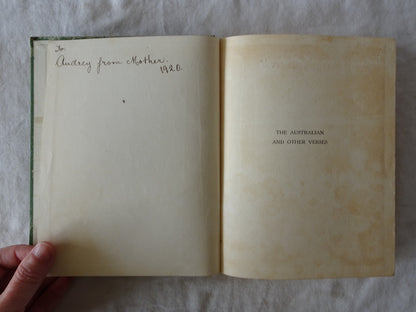 To:
Audrey from Mother.
1920.
THE AUSTRALIAN
AND OTHER VERSES